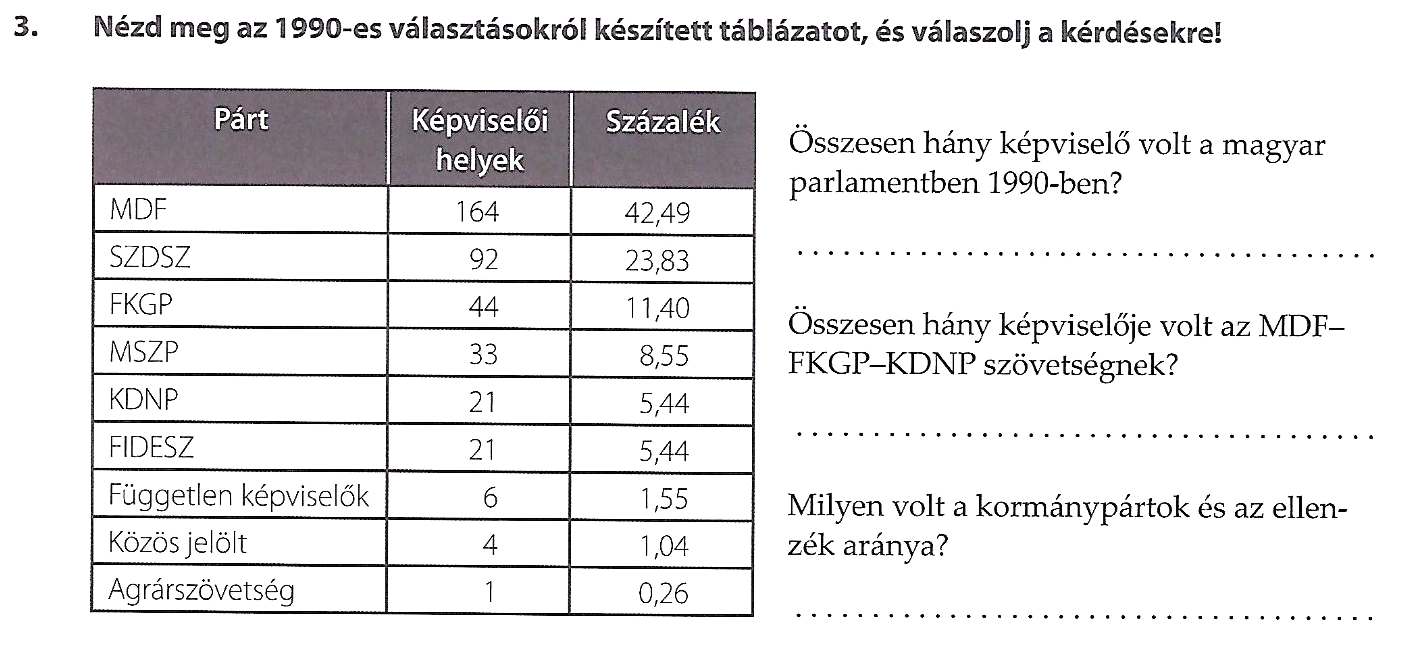 3. Nézd meg az 1990-es választásokról készített táblázatot, és válaszolj a kérdésekre!
Párt Képviselői helyek Százalék
MDF 164 42,49
SZDSZ 92 23,83
FKGP 44 11,40
MSZP 33 8,55
KDNP 21 5,44
FIDESZ 21 5,44
Független képviselők 6 1,55
Közös jelölt 4 1,04
Agrárszövetség 1 0,26
Összesen hány képviselő volt a magyar
parlamentben 1990-ben?
Összesen hány képviselője volt az MDF–
FKGP–KDNP szövetségnek?
Milyen volt a kormánypártok és az ellen-
zék aránya?